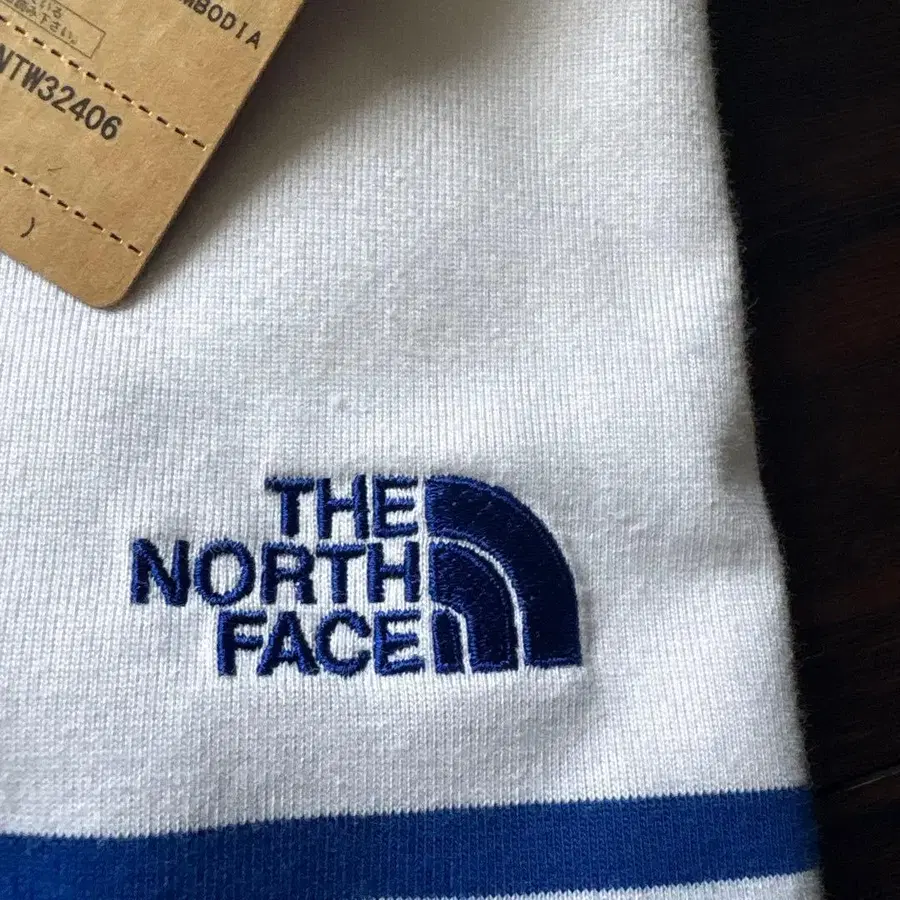 MBODIA
NTW32406
THE
NORTH
FACE